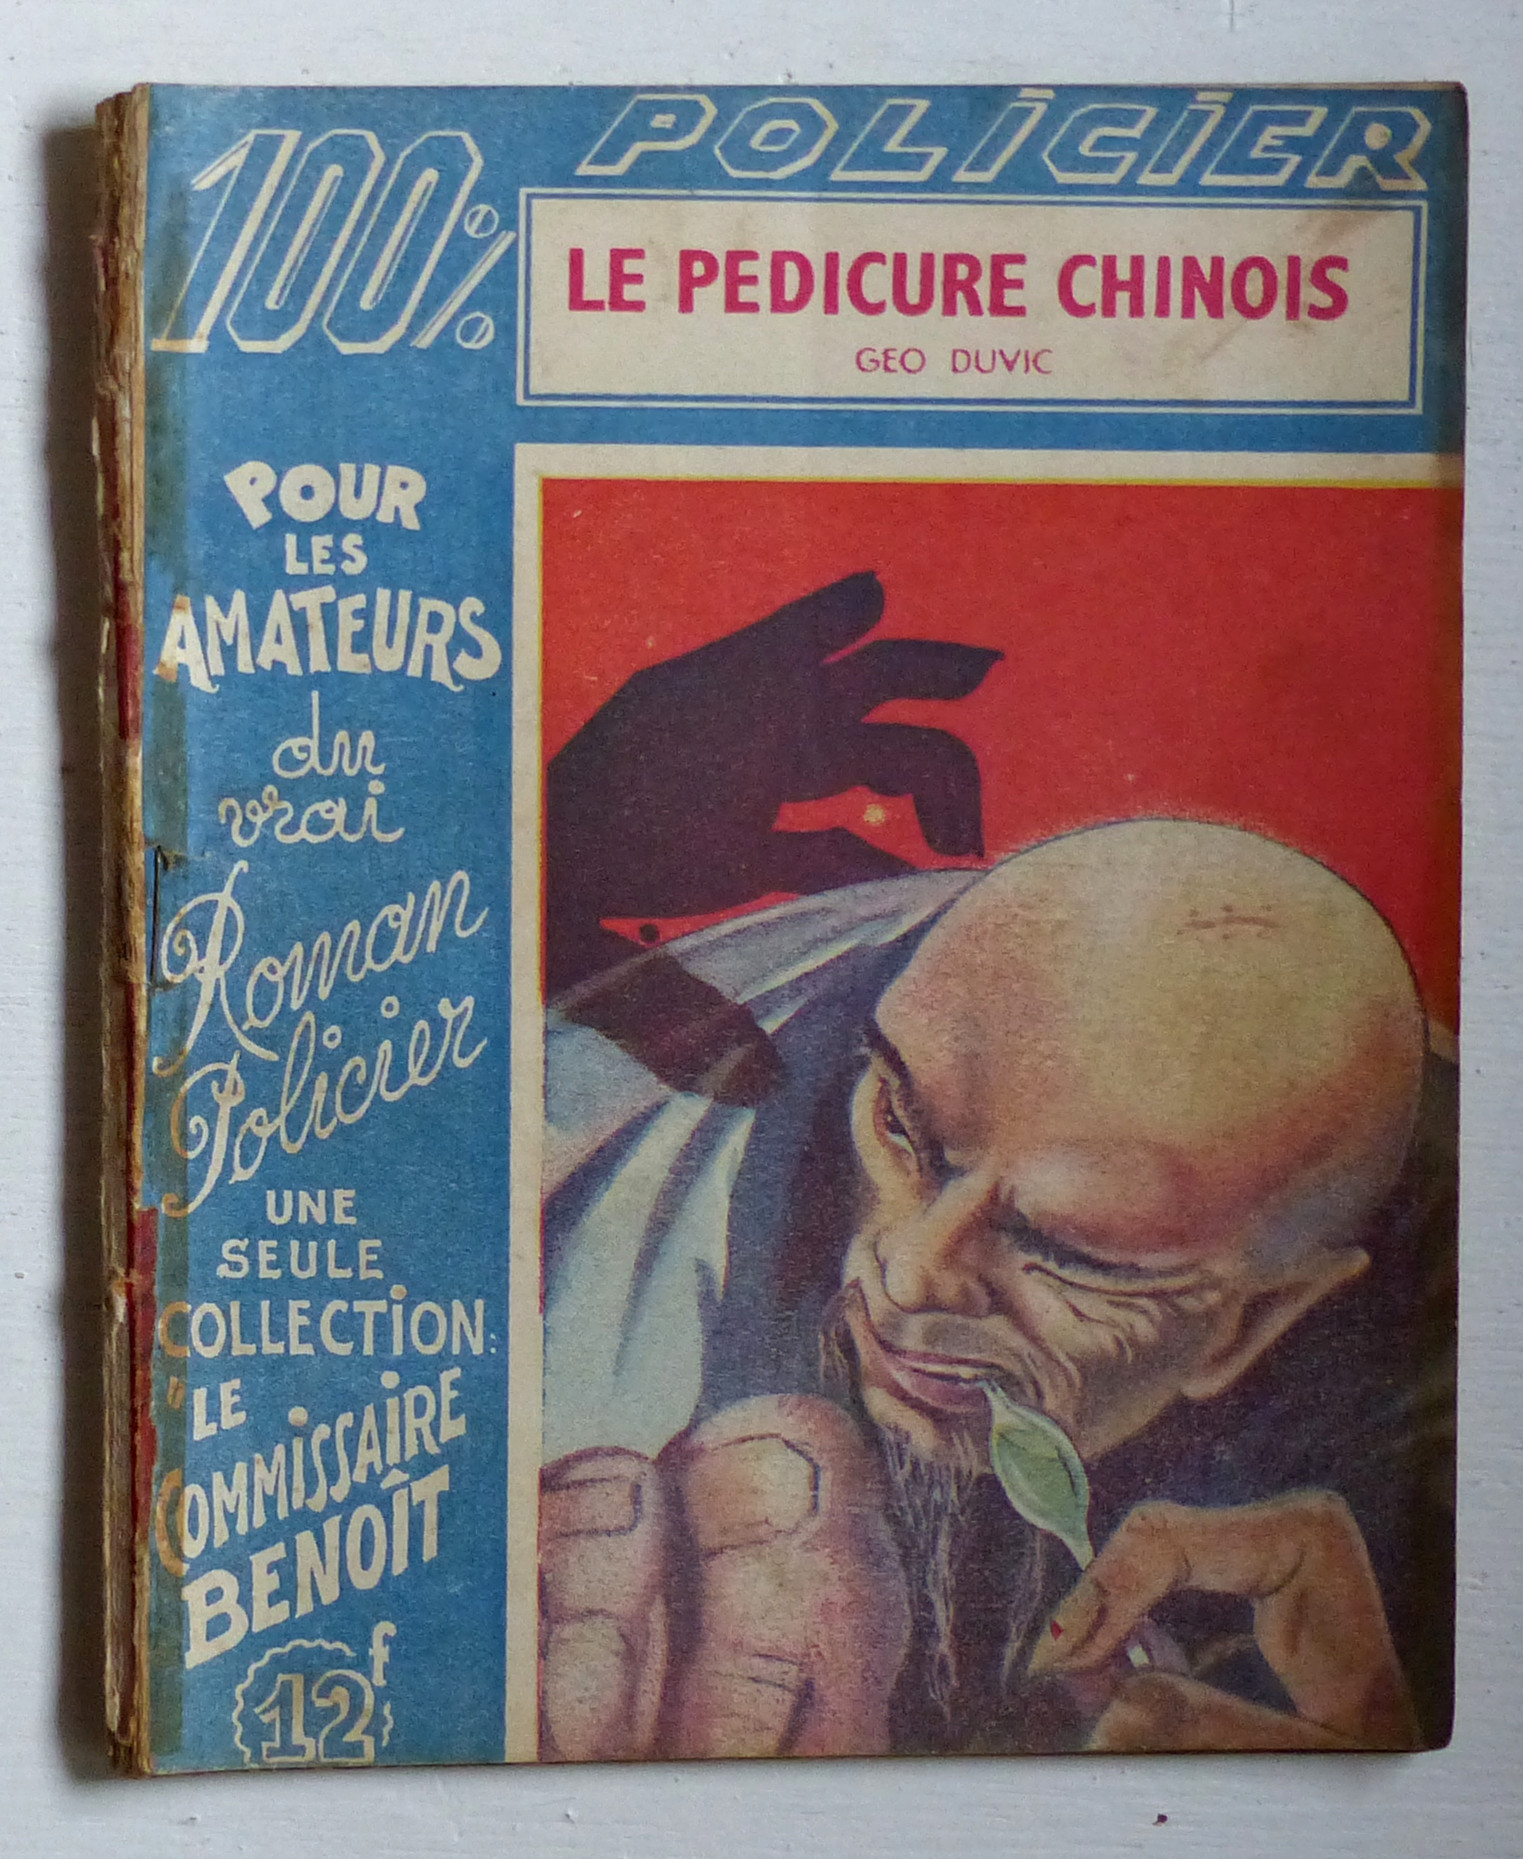 100% POLICIER
LE PEDICURE CHINOIS
GEO DUVIC
POUR
LES
AMATEURS
du
vrai
Roman
Policier
UNE
SEULE
COLLECTION:
"LE
COMMISSAIRE
BENOÎT
12f